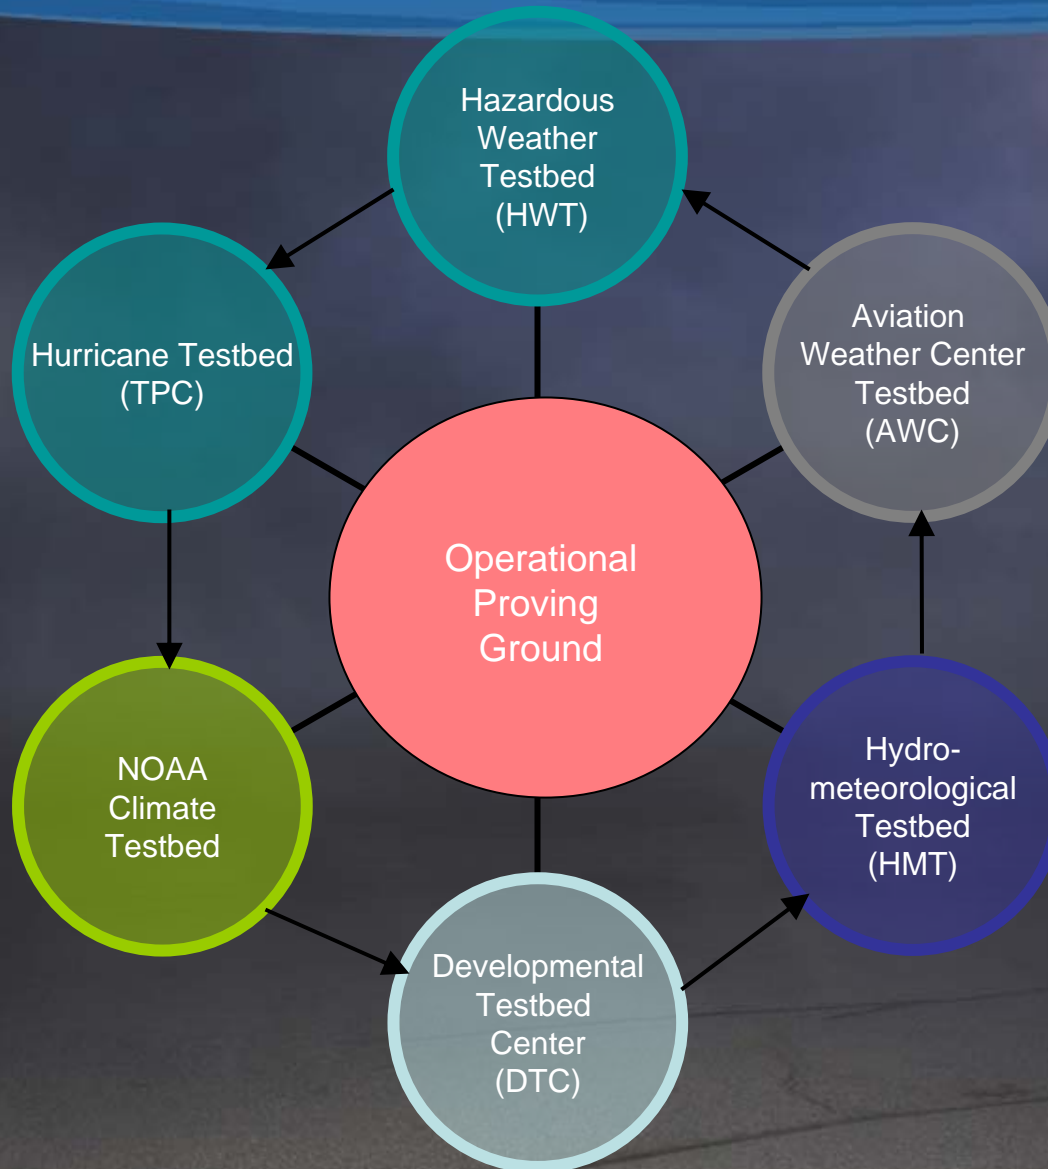 Hazardous
Weather
Testbed
(HWT)
Hurricane Testbed
(TPC)
Aviation
Weather Center
Testbed
(AWC)
Operational
Proving
Ground
NOAA
Climate
Testbed
Hydro-
meteorological
Testbed
(HMT)
Developmental
Testbed
Center
(DTC)